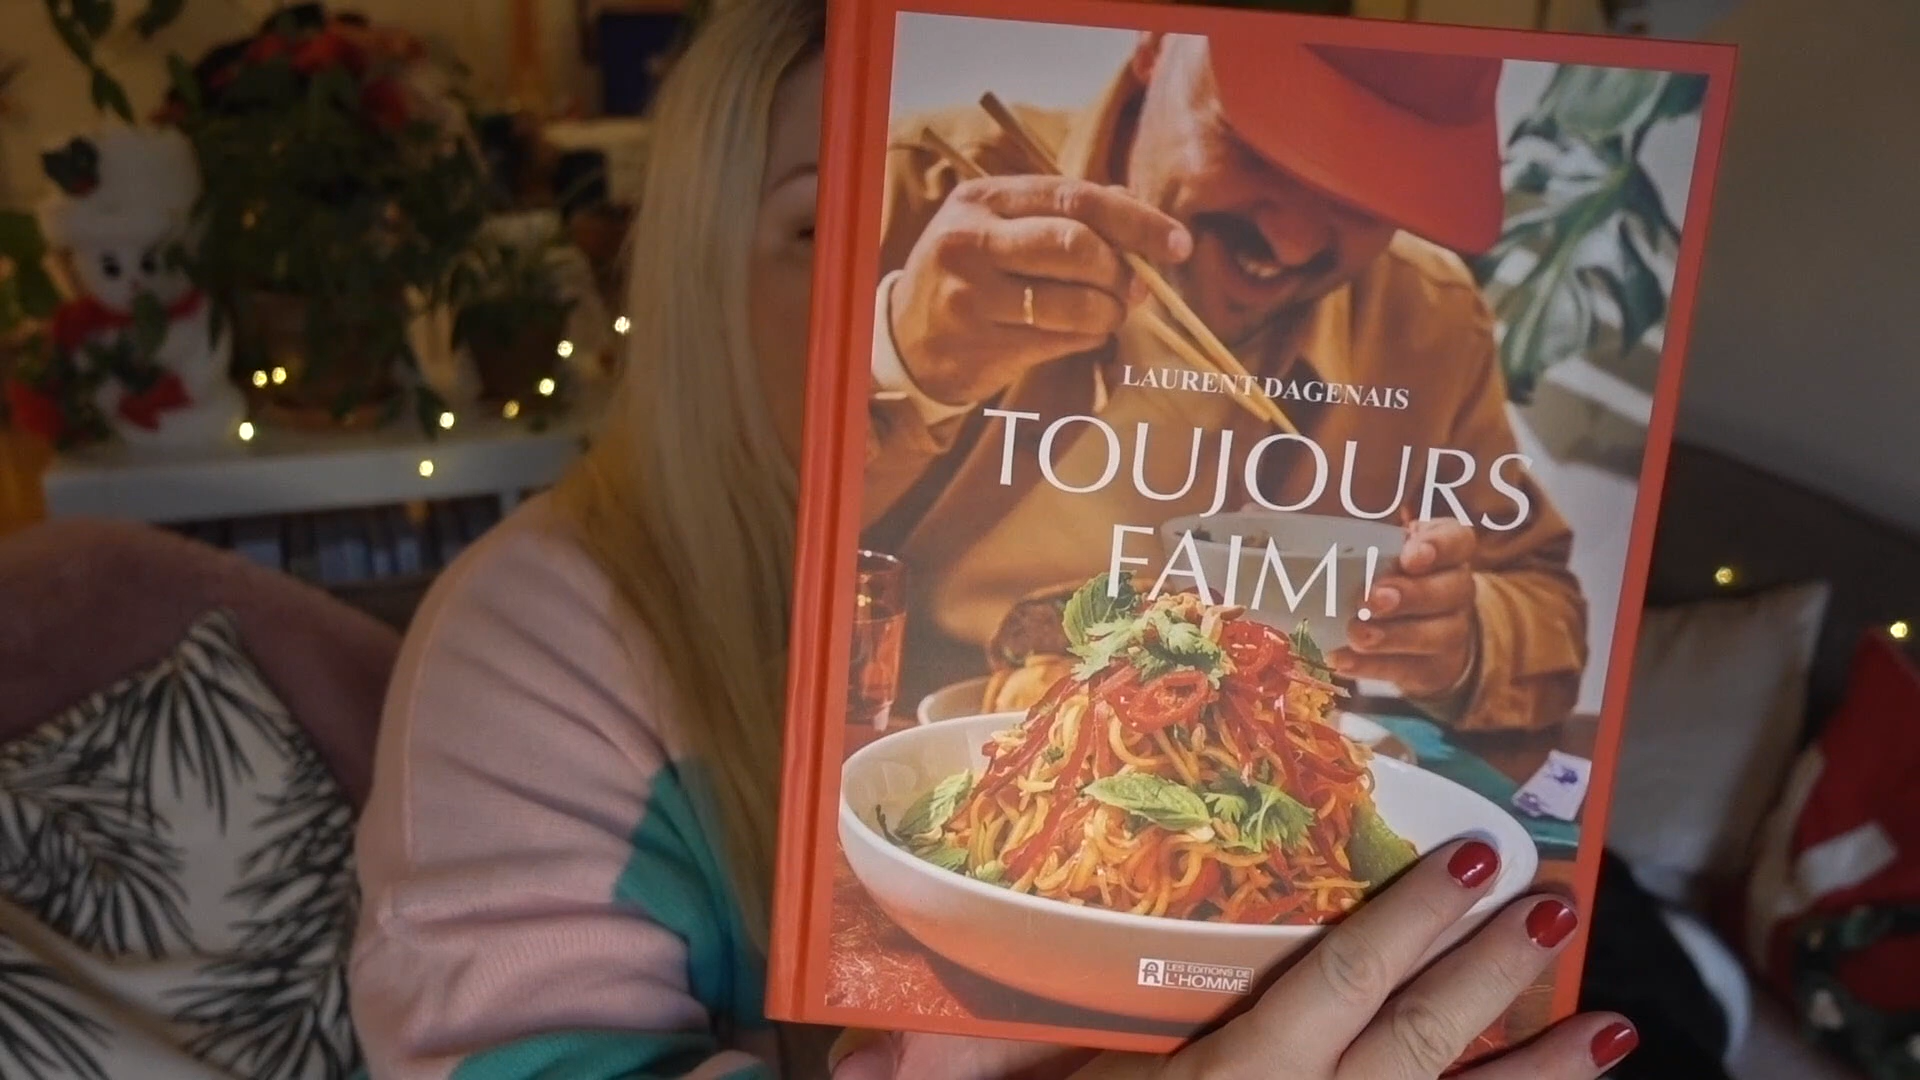 LAURENT DAGENAIS
TOUJOURS
FAIM!
LES ÉDITIONS DE
L'HOMME